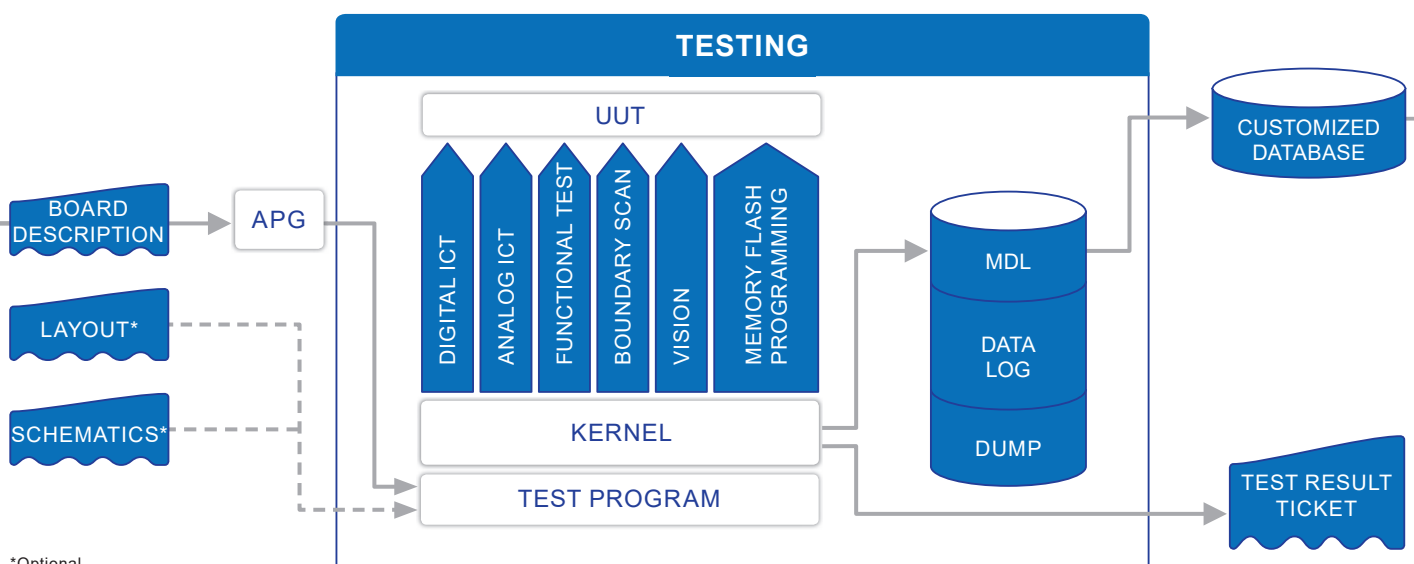 TESTING
UUT
CUSTOMIZED
DATABASE
BOARD
DESCRIPTION
APG
DIGITAL ICT
ANALOG ICT
FUNCTIONAL TEST
BOUNDARY SCAN
VISION
MEMORY FLASH
PROGRAMMING
MDL
LAYOUT*
DATA
LOG
SCHEMATICS*
KERNEL
DUMP
TEST PROGRAM
TEST RESULT
TICKET
*Optional